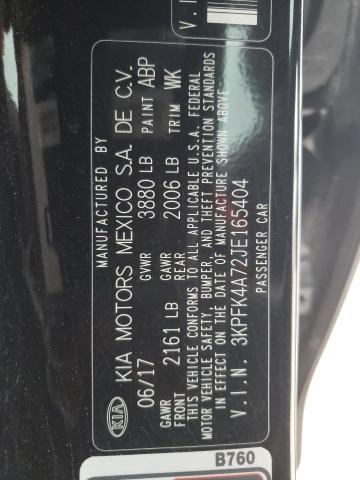 MANUFACTURED BY
KIA KIA MOTORS MEXICO S.A. DE C.V.
06/17 GVWR 3880 LB PAINT ABP
GAWR FRONT 2161 LB GAWR REAR 2006 LB TRIM WK
THIS VEHICLE CONFORMS TO ALL APPLICABLE U.S.A. FEDERAL
MOTOR VEHICLE SAFETY, BUMPER, AND THEFT PREVENTION STANDARDS
IN EFFECT ON THE DATE OF MANUFACTURE SHOWN ABOVE.
V.I.N. 3KPFK4A72JE165404
PASSENGER CAR
B760
V.I